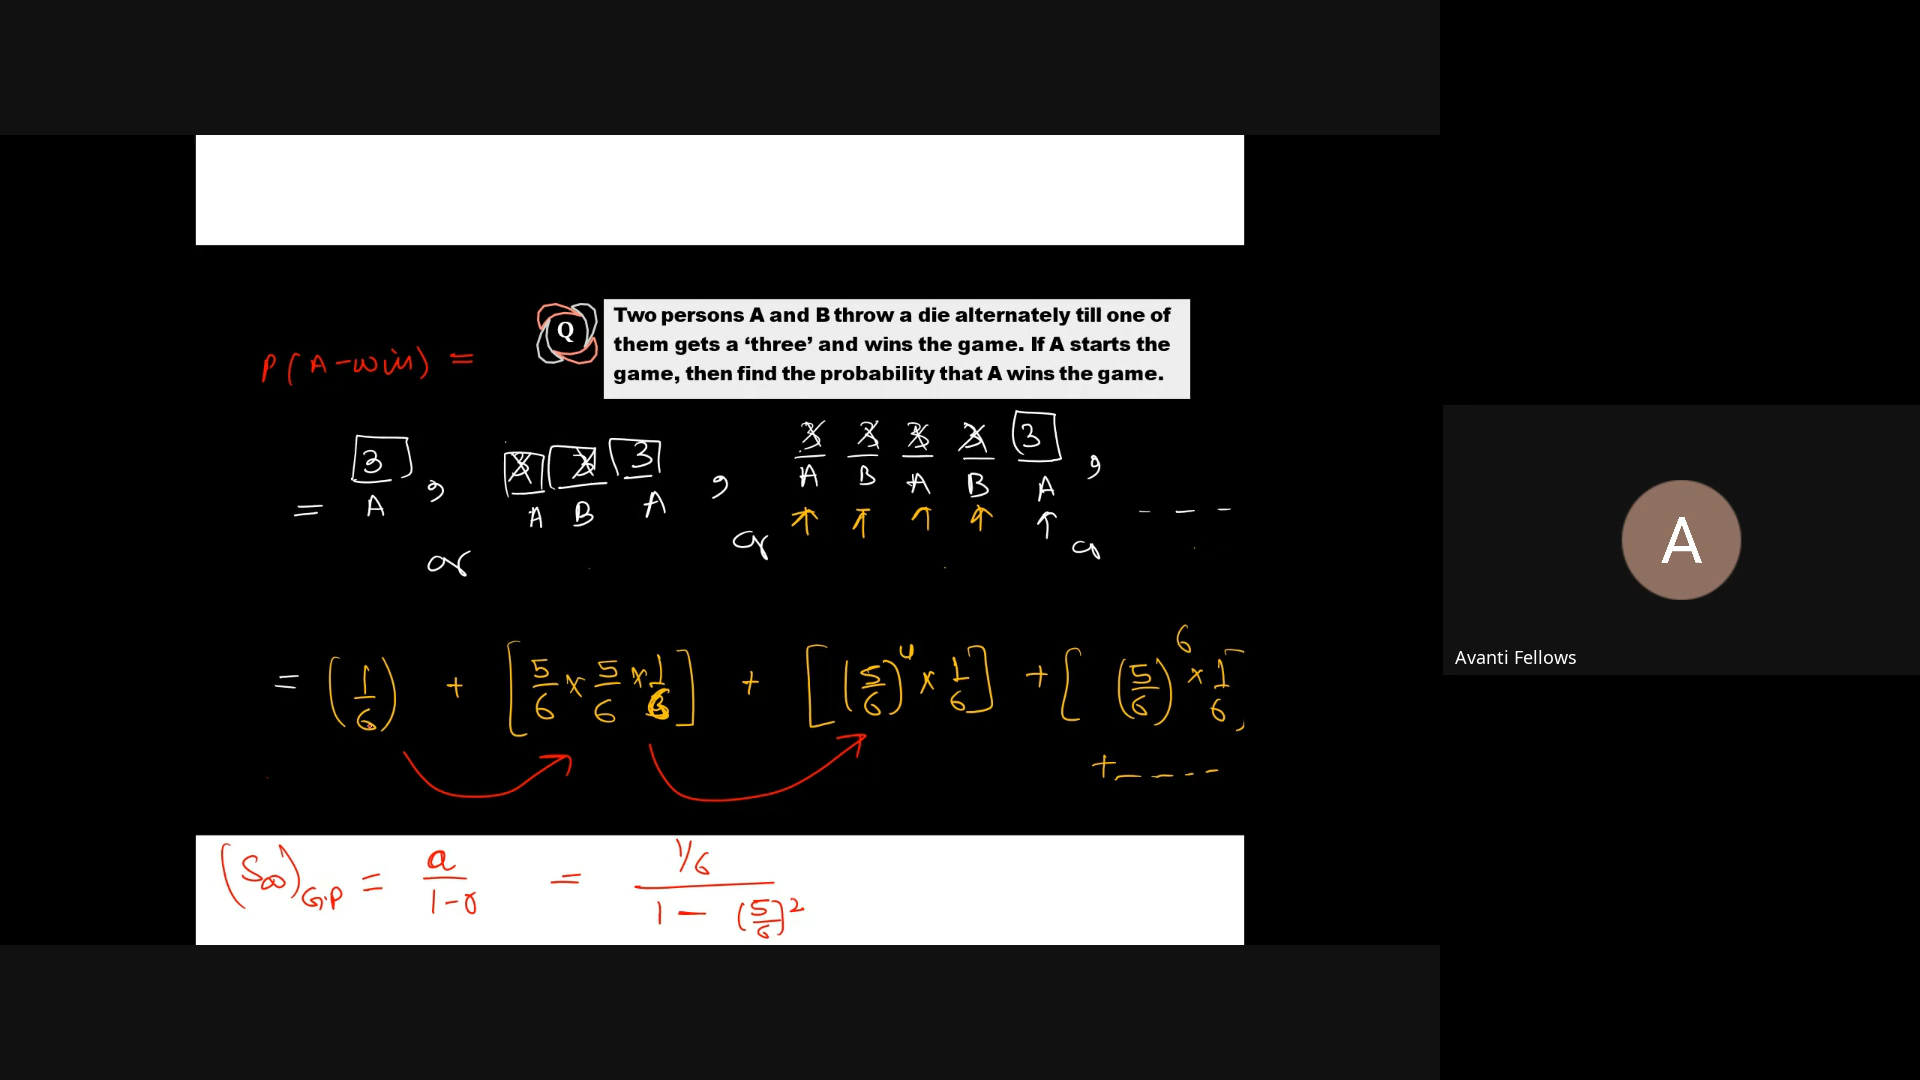 Q
Two persons A and B throw a die alternately till one of
them gets a ‘three’ and wins the game. If A starts the
game, then find the probability that A wins the game.
P(A-win) =
= 3 , 3 3 3 , 3 3 3 3 3 , - - -
A A B A A B A B A
or or or
= (1/6) + [5/6 × 5/6 × 1/6] + [(5/6)^4 × 1/6] + [(5/6)^6 × 1/6]
+ - - - -
(S∞)G.P = a/(1-r) = (1/6)/(1 - (5/6)^2)
A
Avanti Fellows